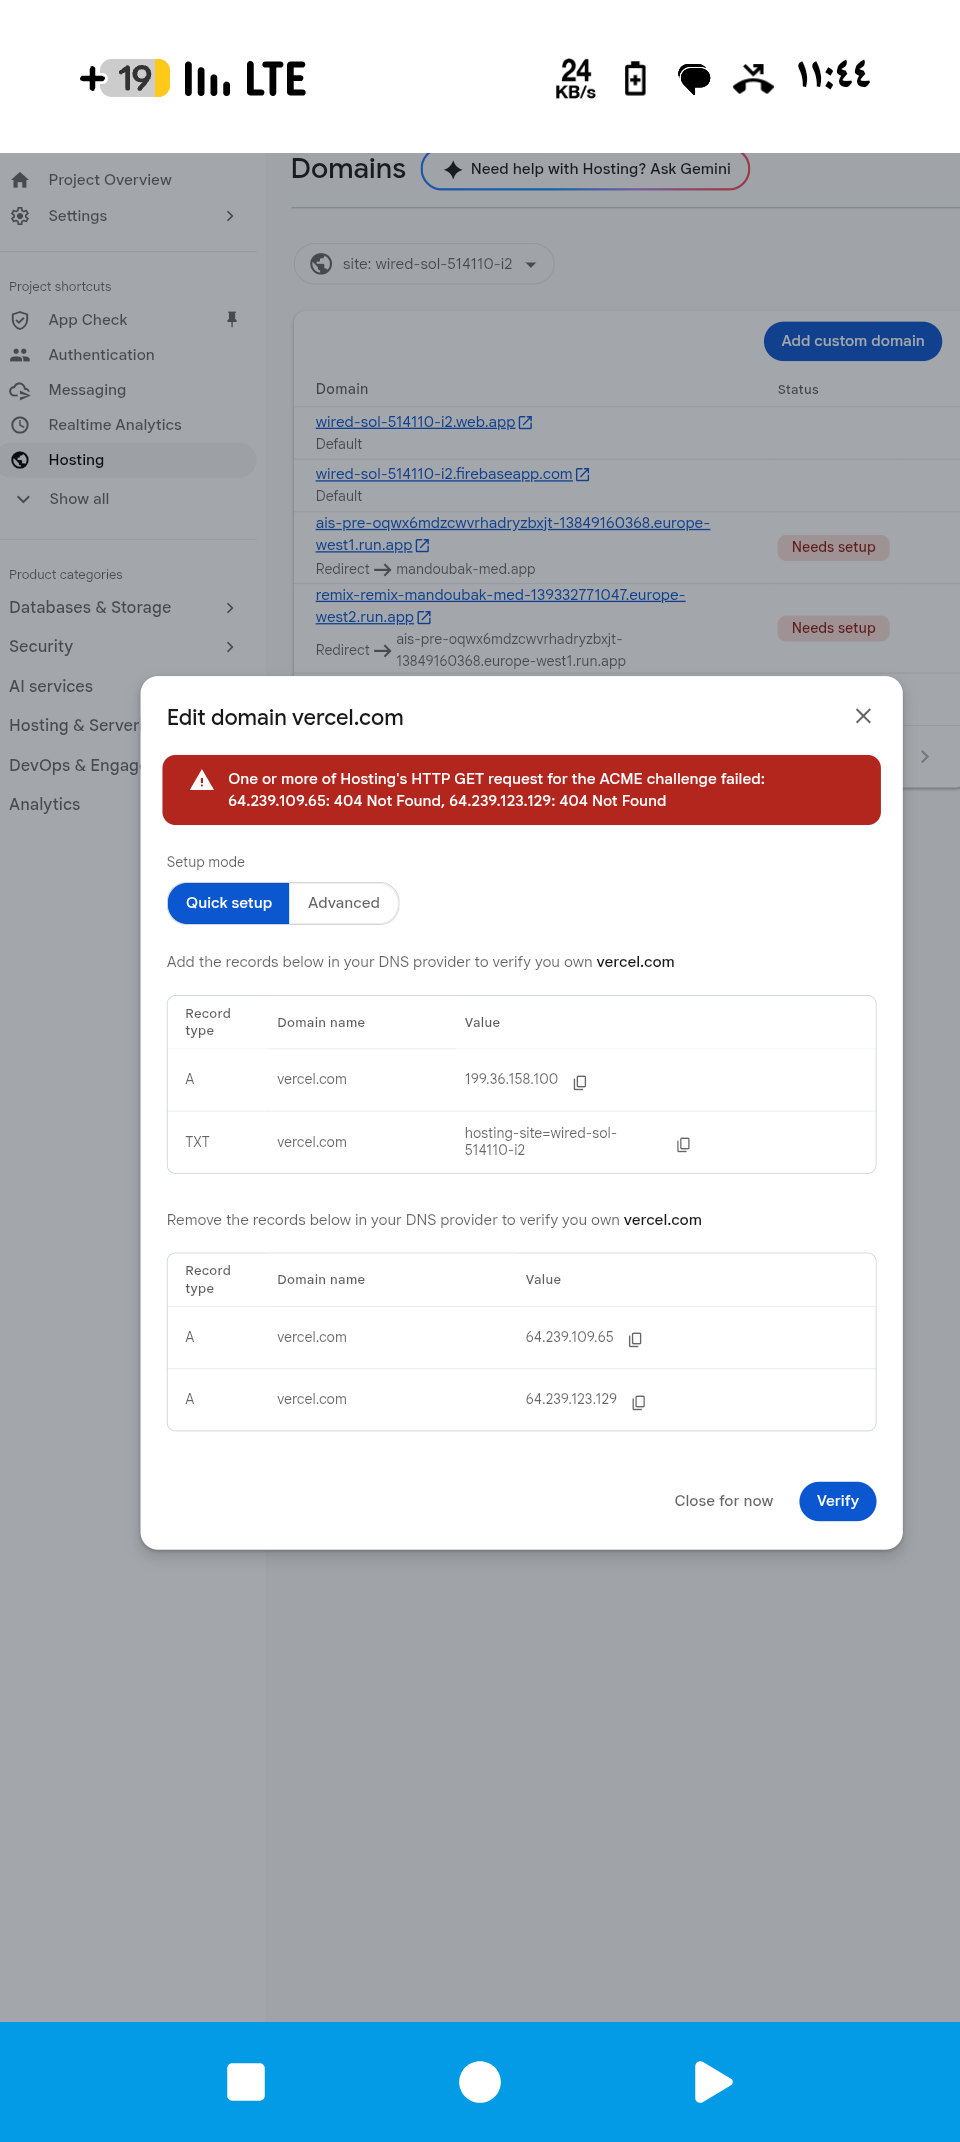 + 19 LTE
24 KB/s
١١:٤٤
Project Overview
Settings
Project shortcuts
App Check
Authentication
Messaging
Realtime Analytics
Hosting
Show all
Product categories
Databases & Storage
Security
AI services
Hosting & Server
DevOps & Engag
Analytics
Domains
Need help with Hosting? Ask Gemini
site: wired-sol-514110-i2
Add custom domain
Domain Status
wired-sol-514110-i2.web.app
Default
wired-sol-514110-i2.firebaseapp.com
Default
ais-pre-oqwx6mdzcwvrhadryzbxjt-13849160368.europe-
west1.run.app
Needs setup
Redirect → mandoubak-med.app
remix-remix-mandoubak-med-139332771047.europe-
west2.run.app
Needs setup
Redirect → ais-pre-oqwx6mdzcwvrhadryzbxjt-
13849160368.europe-west1.run.app
Edit domain vercel.com
One or more of Hosting's HTTP GET request for the ACME challenge failed:
64.239.109.65: 404 Not Found, 64.239.123.129: 404 Not Found
Setup mode
Quick setup Advanced
Add the records below in your DNS provider to verify you own vercel.com
Record type Domain name Value
A vercel.com 199.36.158.100
TXT vercel.com hosting-site=wired-sol-
514110-i2
Remove the records below in your DNS provider to verify you own vercel.com
Record type Domain name Value
A vercel.com 64.239.109.65
A vercel.com 64.239.123.129
Close for now Verify